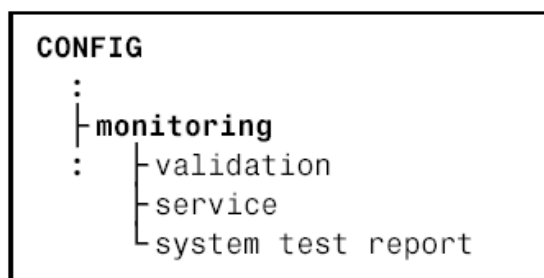 CONFIG
:
├monitoring
: ├validation
├service
└system test report